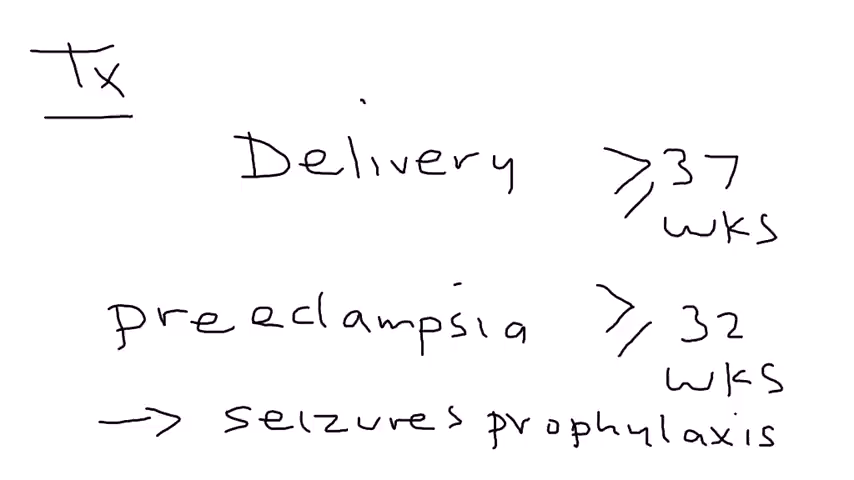 Tx
Delivery ≥37
wks
preeclampsia ≥ 32
wks
→ seizures prophylaxis